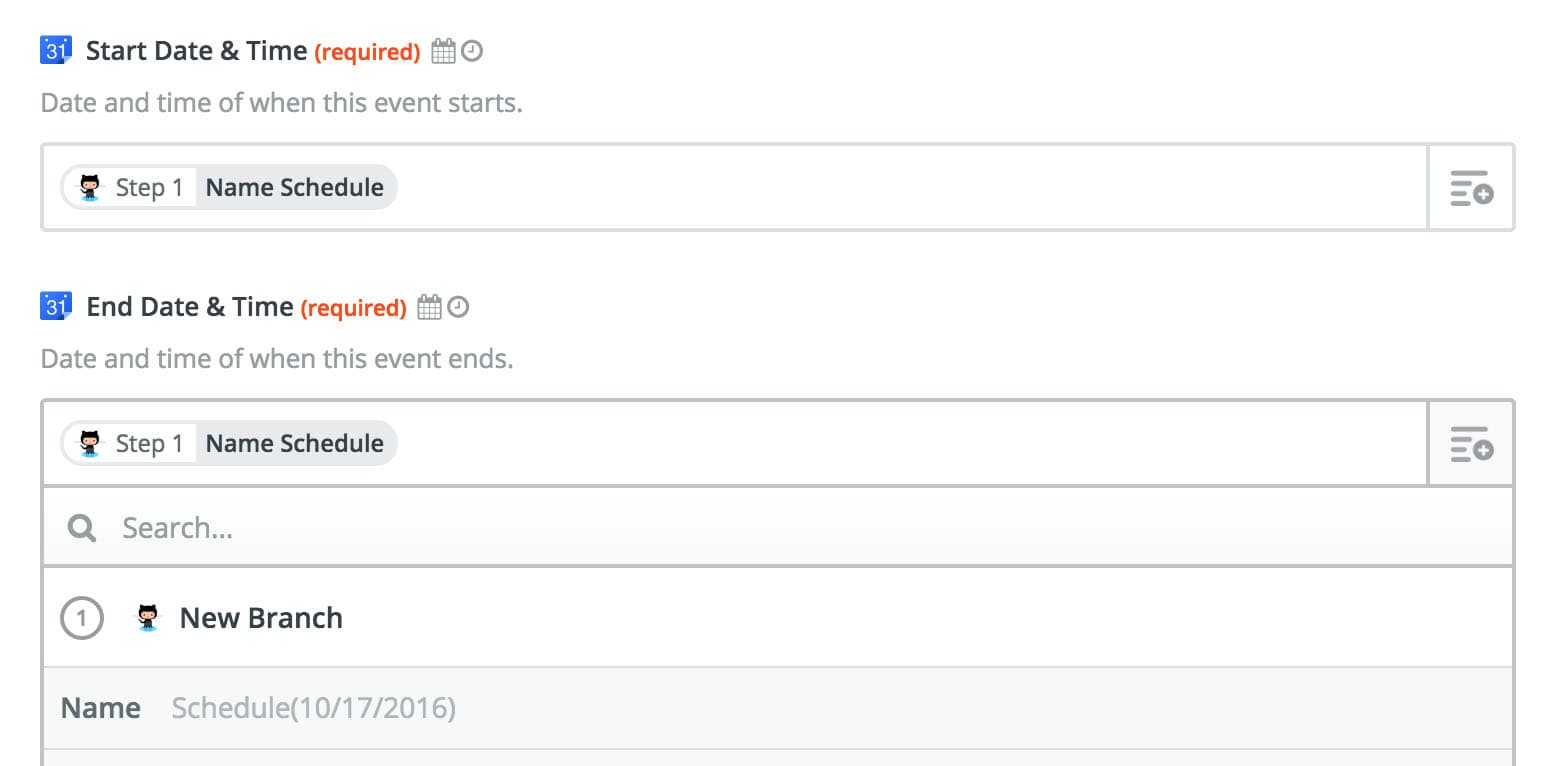 31 Start Date & Time (required)
Date and time of when this event starts.
Step 1 Name Schedule
31 End Date & Time (required)
Date and time of when this event ends.
Step 1 Name Schedule
Search...
1 New Branch
Name Schedule(10/17/2016)